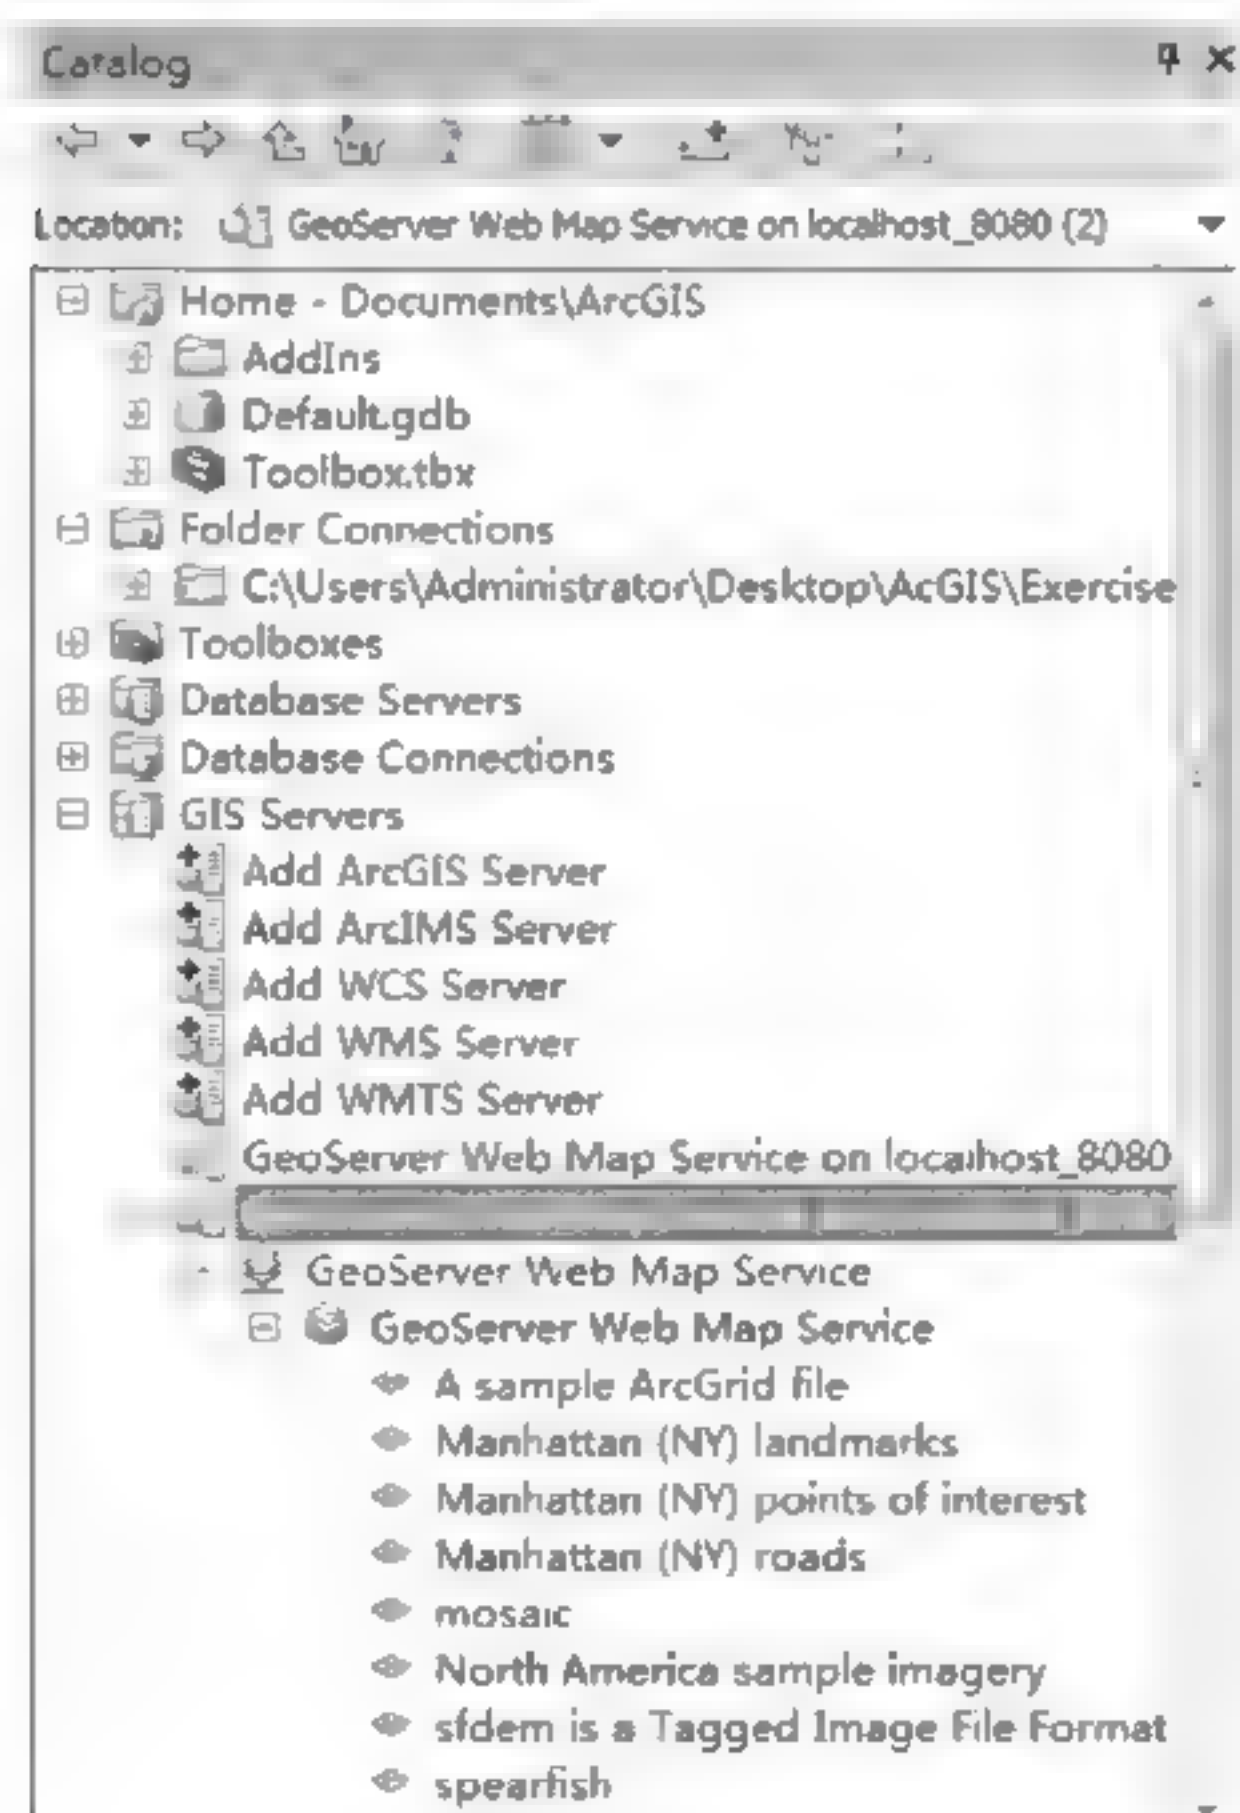 Catalog
Location: GeoServer Web Map Service on localhost_8080 (2)
Home - Documents\ArcGIS
AddIns
Default.gdb
Toolbox.tbx
Folder Connections
C:\Users\Administrator\Desktop\AcGIS\Exercise
Toolboxes
Database Servers
Database Connections
GIS Servers
Add ArcGIS Server
Add ArcIMS Server
Add WCS Server
Add WMS Server
Add WMTS Server
GeoServer Web Map Service on localhost_8080
GeoServer Web Map Service
GeoServer Web Map Service
A sample ArcGrid file
Manhattan (NY) landmarks
Manhattan (NY) points of interest
Manhattan (NY) roads
mosaic
North America sample imagery
sfdem is a Tagged Image File Format
spearfish